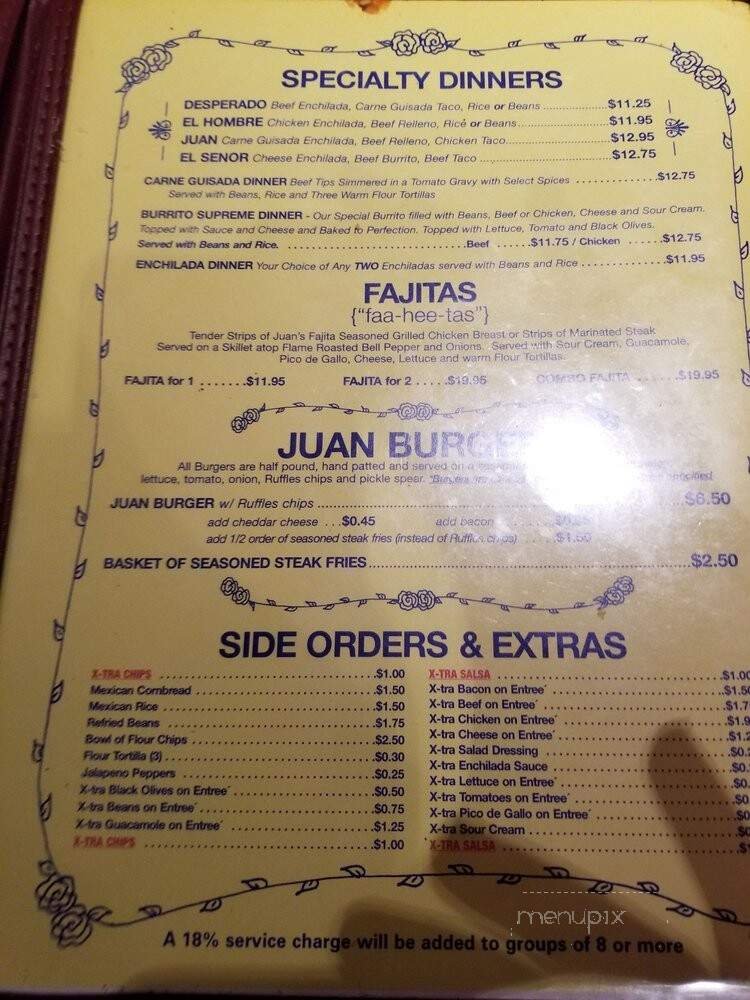 SPECIALTY DINNERS
DESPERADO Beef Enchilada, Carne Guisada Taco, Rice or Beans ................$11.25
EL HOMBRE Chicken Enchilada, Beef Relleno, Rice or Beans......................$11.95
JUAN Carne Guisada Enchilada, Beef Relleno, Chicken Taco.........................$12.95
EL SENOR Cheese Enchilada, Beef Burrito, Beef Taco ...............................$12.75
CARNE GUISADA DINNER Beef Tips Simmered in a Tomato Gravy with Select Spices ..............$12.75
Served with Beans, Rice and Three Warm Flour Tortillas
BURRITO SUPREME DINNER - Our Special Burrito filled with Beans, Beef or Chicken, Cheese and Sour Cream.
Topped with Sauce and Cheese and Baked to Perfection. Topped with Lettuce, Tomato and Black Olives.
Served with Beans and Rice. ..............................Beef ......$11.75 / Chicken ......$12.75
ENCHILADA DINNER Your Choice of Any TWO Enchiladas served with Beans and Rice .............$11.95
FAJITAS
{"faa-hee-tas"}
Tender Strips of Juan's Fajita Seasoned Grilled Chicken Breast or Strips of Marinated Steak
Served on a Skillet atop Flame Roasted Bell Pepper and Onions. Served with Sour Cream, Guacamole,
Pico de Gallo, Cheese, Lettuce and warm Flour Tortillas.
FAJITA for 1 .......$11.95 FAJITA for 2 .....$19.95 COMBO FAJITA ......$19.95
JUAN BURGER
All Burgers are half pound, hand patted and served on a
lettuce, tomato, onion, Ruffles chips and pickle spear. "Burgers are
JUAN BURGER w/ Ruffles chips ................................$6.50
add cheddar cheese ...$0.45 add bacon
add 1/2 order of seasoned steak fries (instead of Ruffles chips) .....$1.50
BASKET OF SEASONED STEAK FRIES................................$2.50
SIDE ORDERS & EXTRAS
X-TRA CHIPS ................................$1.00 X-TRA SALSA ................................$1.00
Mexican Cornbread ................................$1.50 X-tra Bacon on Entree´ ................................$1.50
Mexican Rice ................................$1.50 X-tra Beef on Entree´ ................................$1.7
Refried Beans ................................$1.75 X-tra Chicken on Entree´ ................................$1.9
Bowl of Flour Chips ................................$2.50 X-tra Cheese on Entree´ ................................$1.2
Flour Tortilla (3) ................................$0.30 X-tra Salad Dressing ................................$0.
Jalapeno Peppers ................................$0.25 X-tra Enchilada Sauce ................................$0.
X-tra Black Olives on Entree´ ................................$0.50 X-tra Lettuce on Entree´ ................................$0.
X-tra Beans on Entree´ ................................$0.75 X-tra Tomatoes on Entree´ ................................$0
X-tra Guacamole on Entree´ ................................$1.25 X-tra Pico de Gallo on Entree´ ................................$0
X-TRA CHIPS ................................$1.00 X-tra Sour Cream ................................$0
X-TRA SALSA ................................$1
menupix
A 18% service charge will be added to groups of 8 or more